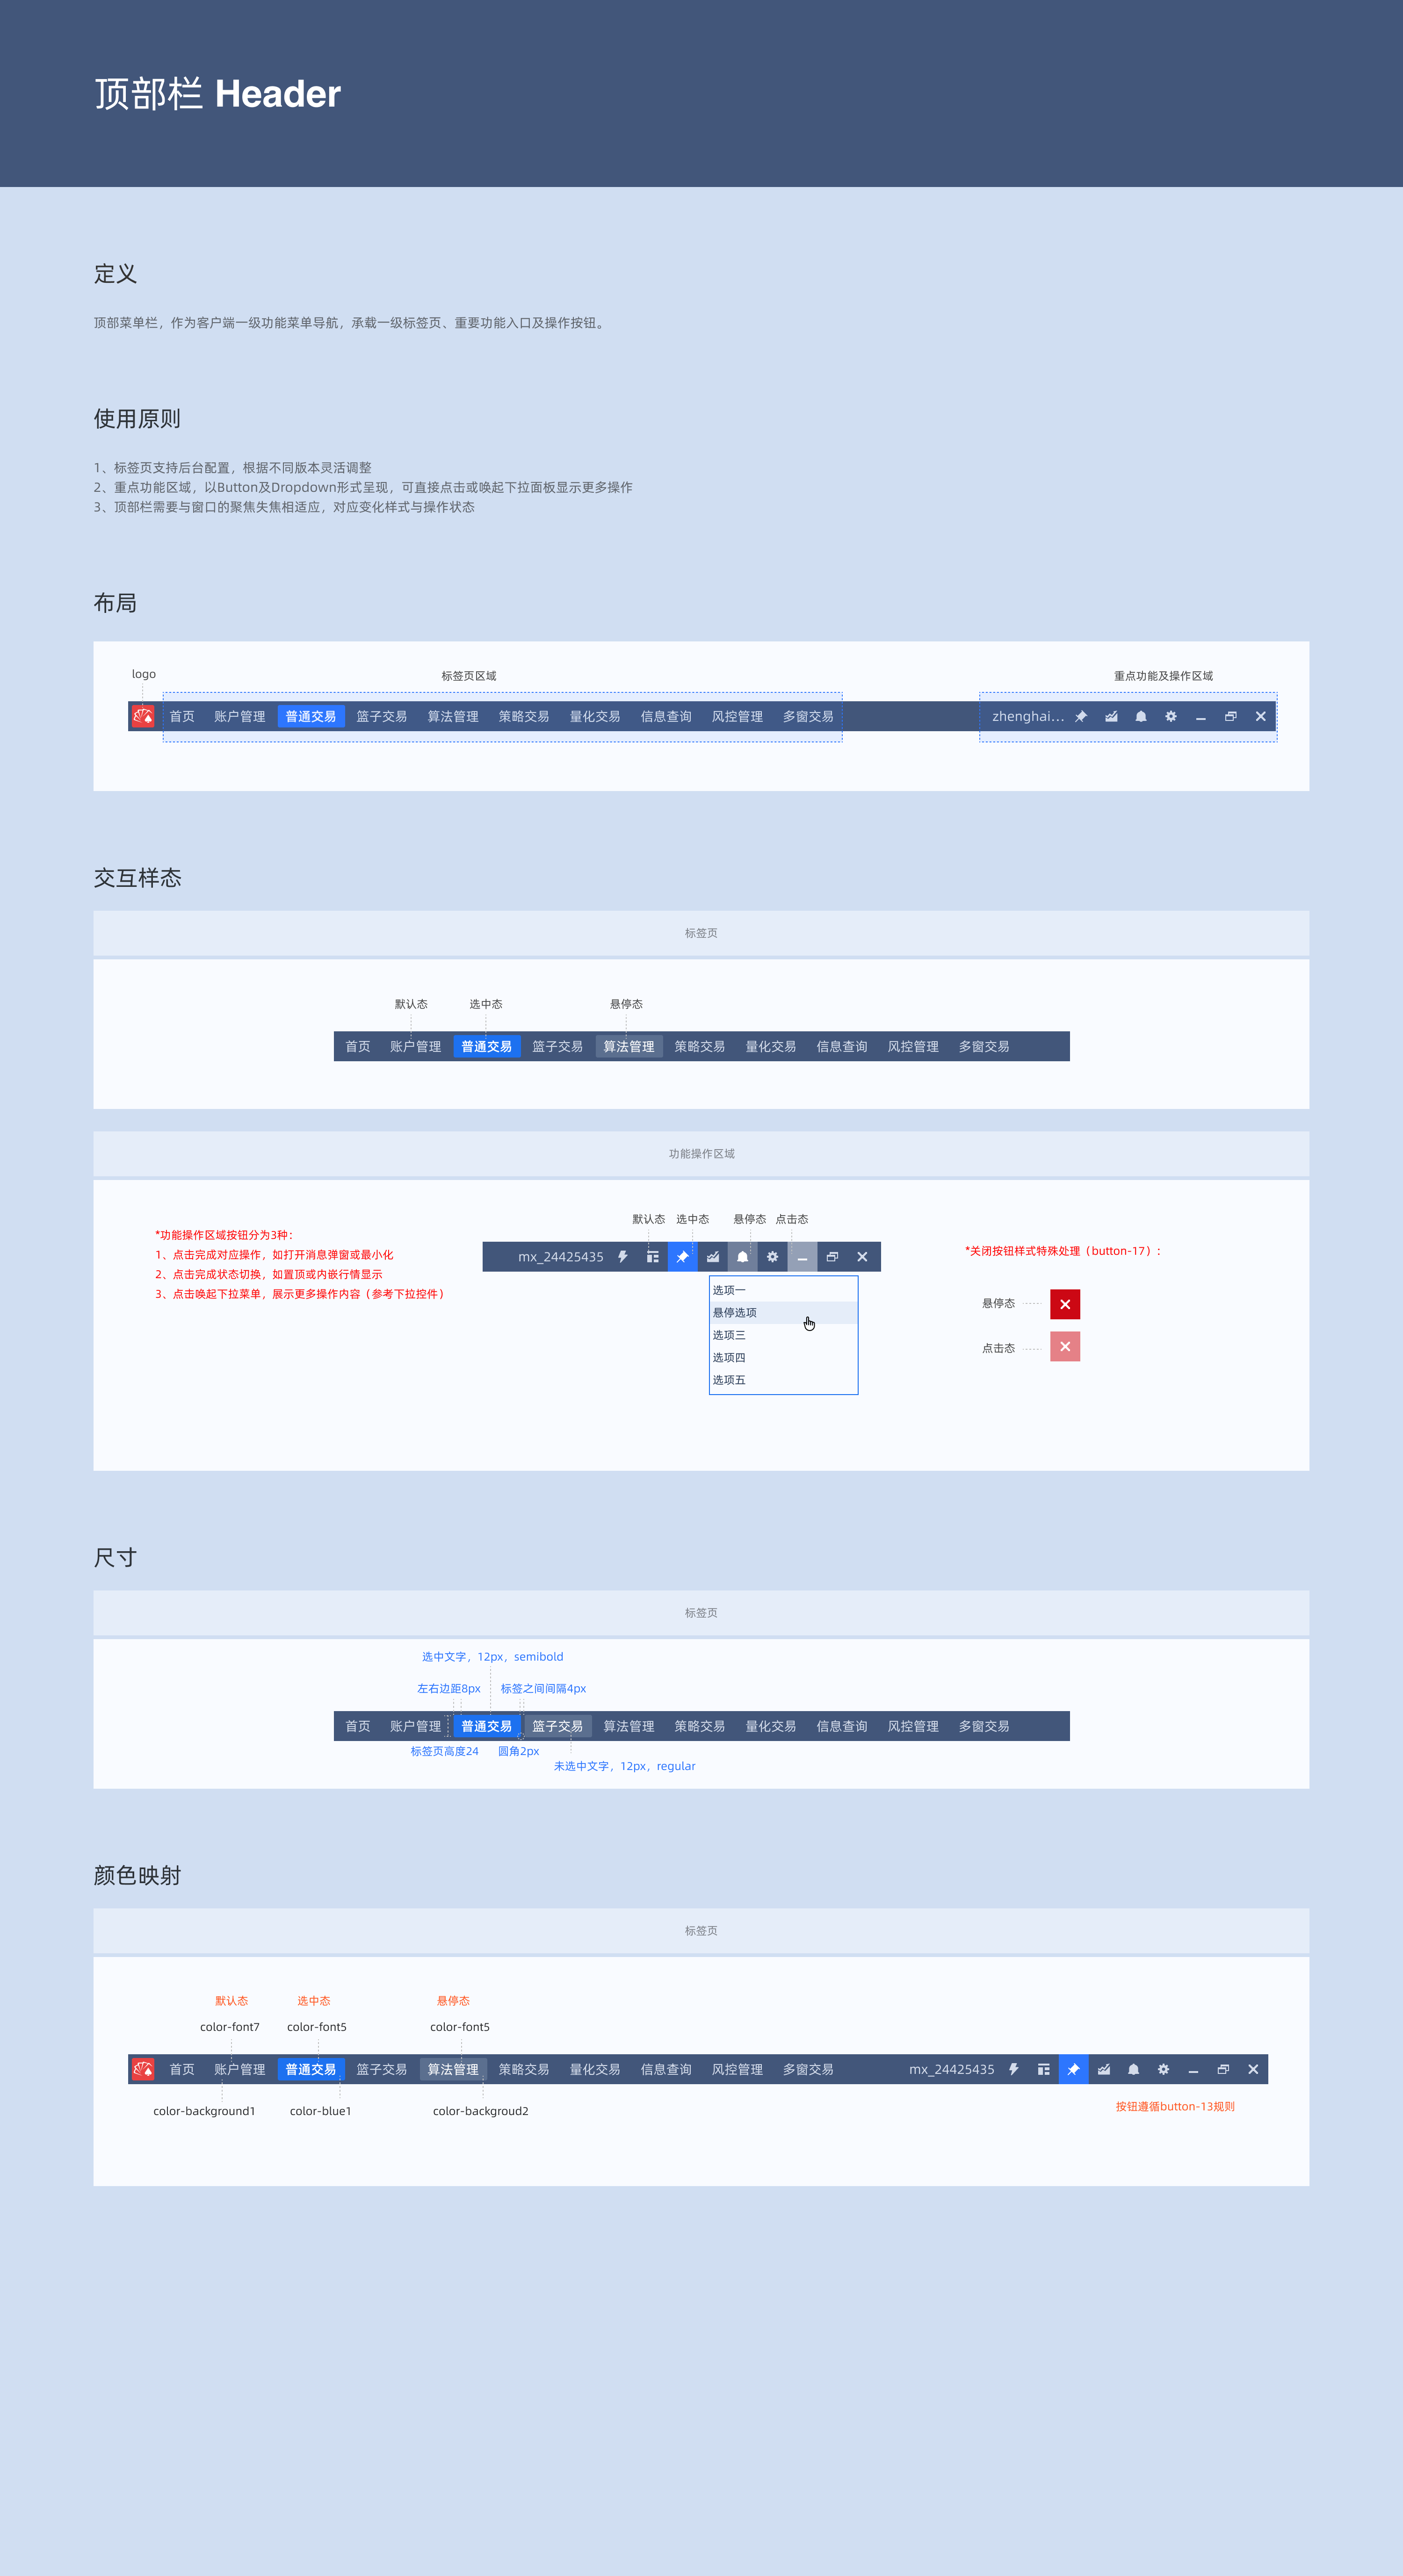 顶部栏 Header
定义
顶部菜单栏，作为客户端一级功能菜单导航，承载一级标签页、重要功能入口及操作按钮。
使用原则
1、标签页支持后台配置，根据不同版本灵活调整
2、重点功能区域，以Button及Dropdown形式呈现，可直接点击或唤起下拉面板显示更多操作
3、顶部栏需要与窗口的聚焦失焦相适应，对应变化样式与操作状态
布局
logo 标签页区域 重点功能及操作区域
首页 账户管理 普通交易 篮子交易 算法管理 策略交易 量化交易 信息查询 风控管理 多窗交易 zhenghai...
交互样态
标签页
默认态 选中态 悬停态
首页 账户管理 普通交易 篮子交易 算法管理 策略交易 量化交易 信息查询 风控管理 多窗交易
功能操作区域
*功能操作区域按钮分为3种：
1、点击完成对应操作，如打开消息弹窗或最小化
2、点击完成状态切换，如置顶或内嵌行情显示
3、点击唤起下拉菜单，展示更多操作内容（参考下拉控件）
默认态 选中态 悬停态 点击态
mx_24425435
选项一
悬停选项
选项三
选项四
选项五
*关闭按钮样式特殊处理（button-17）：
悬停态
点击态
尺寸
标签页
选中文字，12px，semibold
左右边距8px 标签之间间隔4px
首页 账户管理 普通交易 篮子交易 算法管理 策略交易 量化交易 信息查询 风控管理 多窗交易
标签页高度24 圆角2px
未选中文字，12px，regular
颜色映射
标签页
默认态 选中态 悬停态
color-font7 color-font5 color-font5
首页 账户管理 普通交易 篮子交易 算法管理 策略交易 量化交易 信息查询 风控管理 多窗交易 mx_24425435
color-background1 color-blue1 color-backgroud2
按钮遵循button-13规则